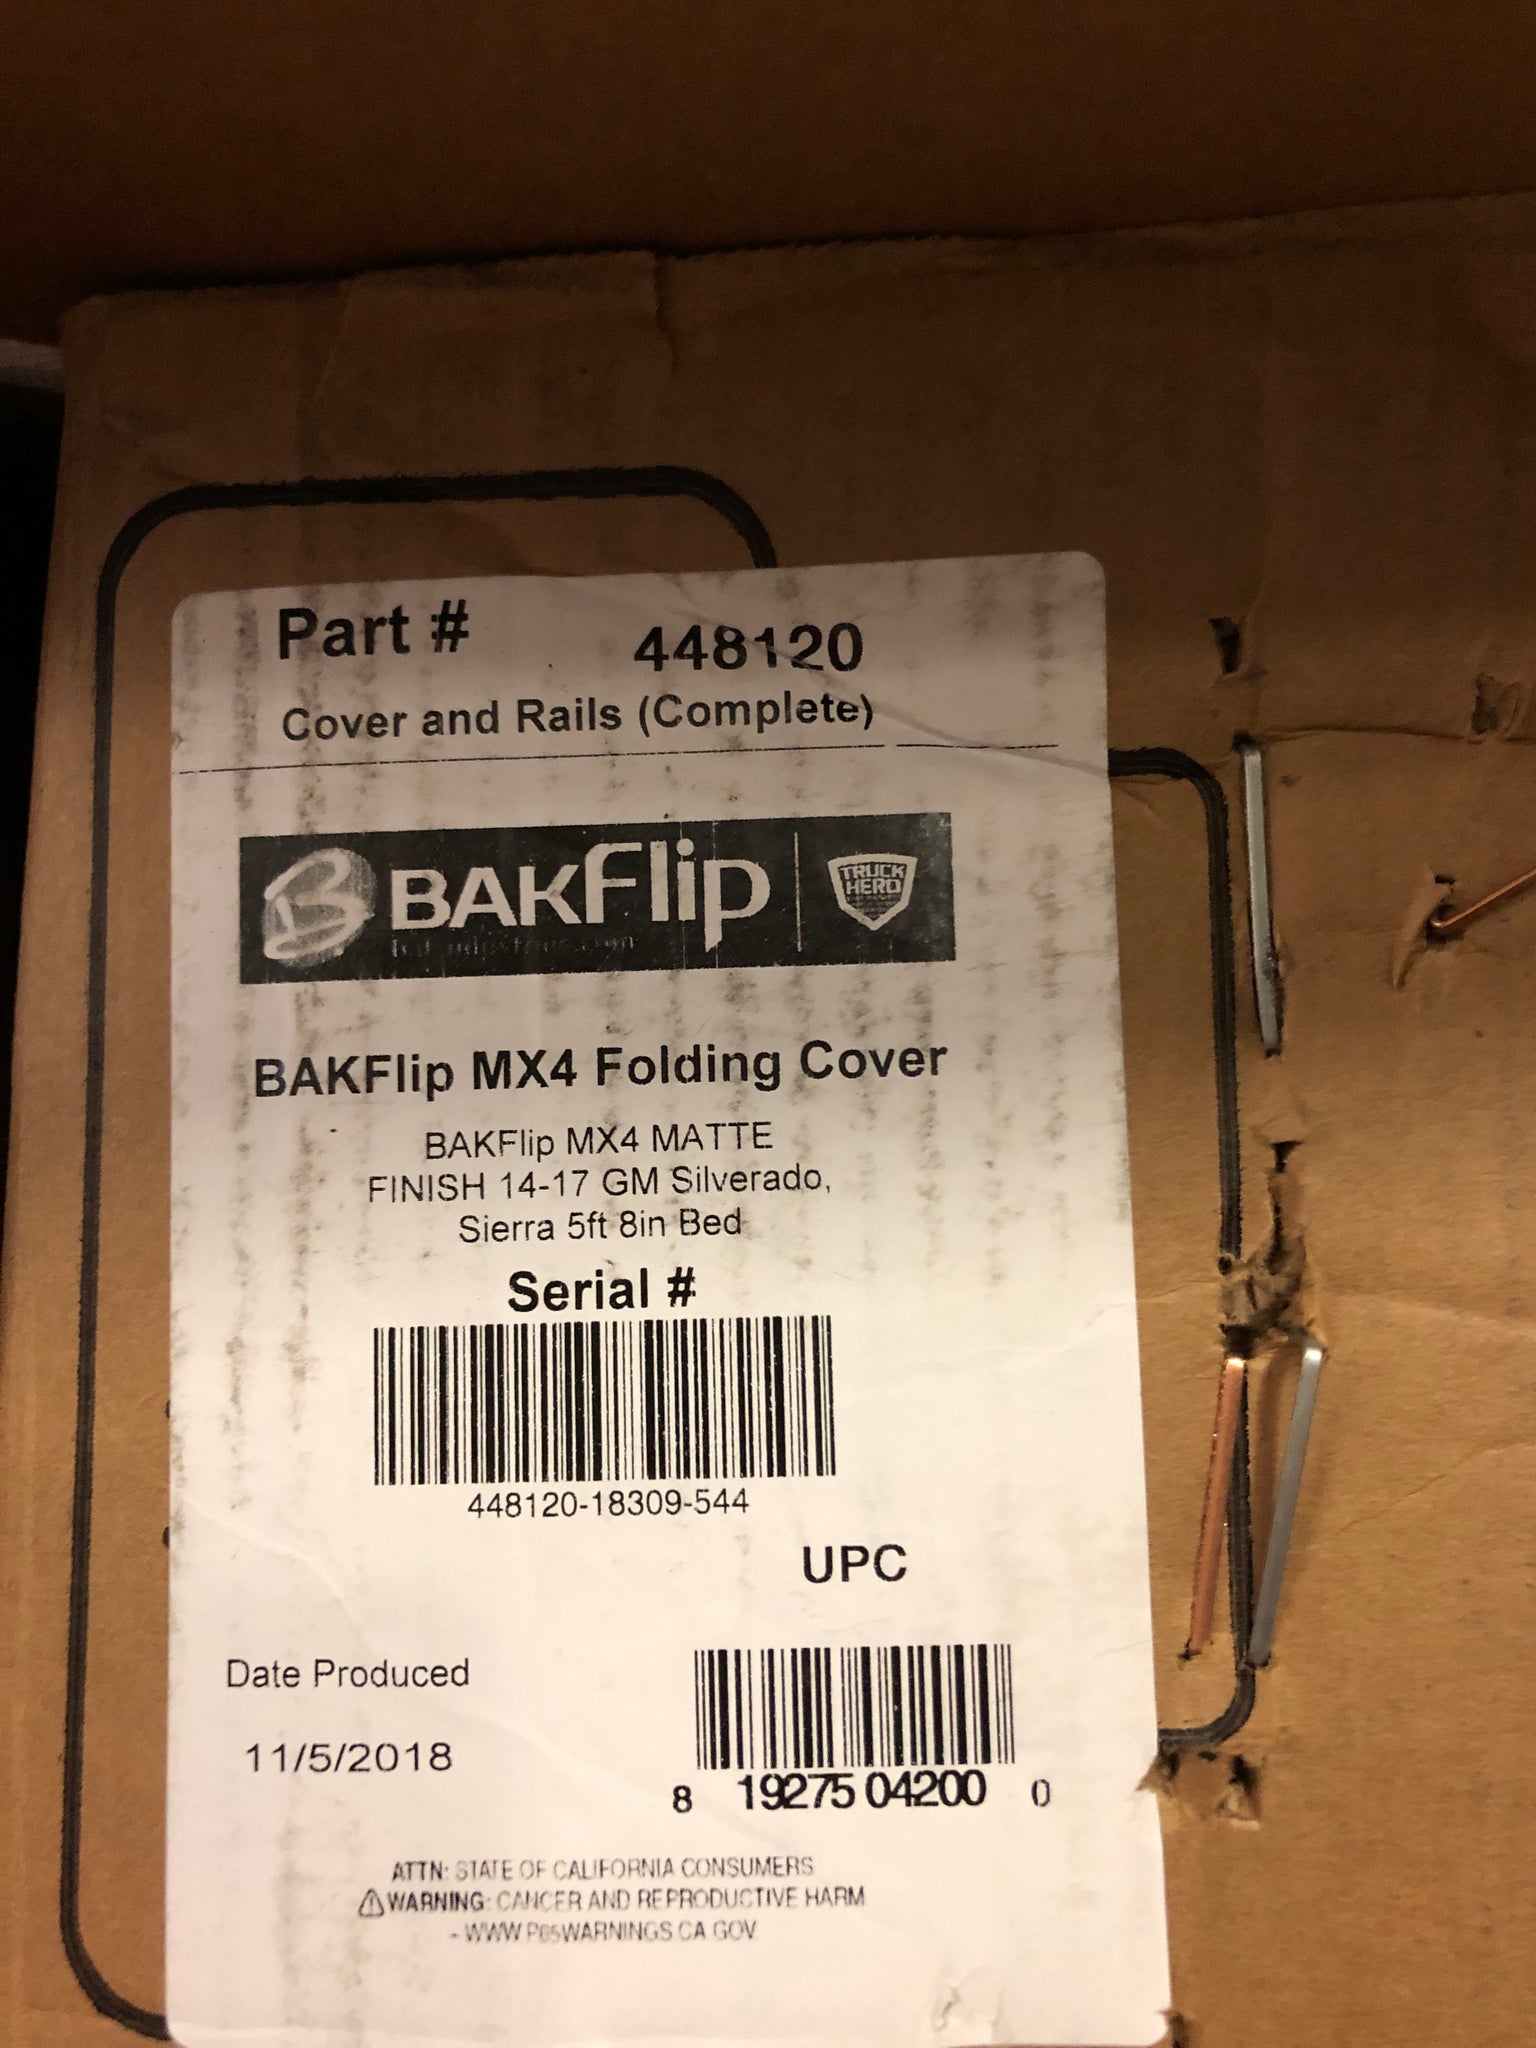 Part # 448120
Cover and Rails (Complete)
BAKFlip
TRUCK
HERO
BAKFlip MX4 Folding Cover
BAKFlip MX4 MATTE
FINISH 14-17 GM Silverado,
Sierra 5ft 8in Bed
Serial #
448120-18309-544
UPC
Date Produced
11/5/2018
8 19275 04200 0
ATTN: STATE OF CALIFORNIA CONSUMERS
WARNING: CANCER AND REPRODUCTIVE HARM
- WWW.P65WARNINGS.CA.GOV